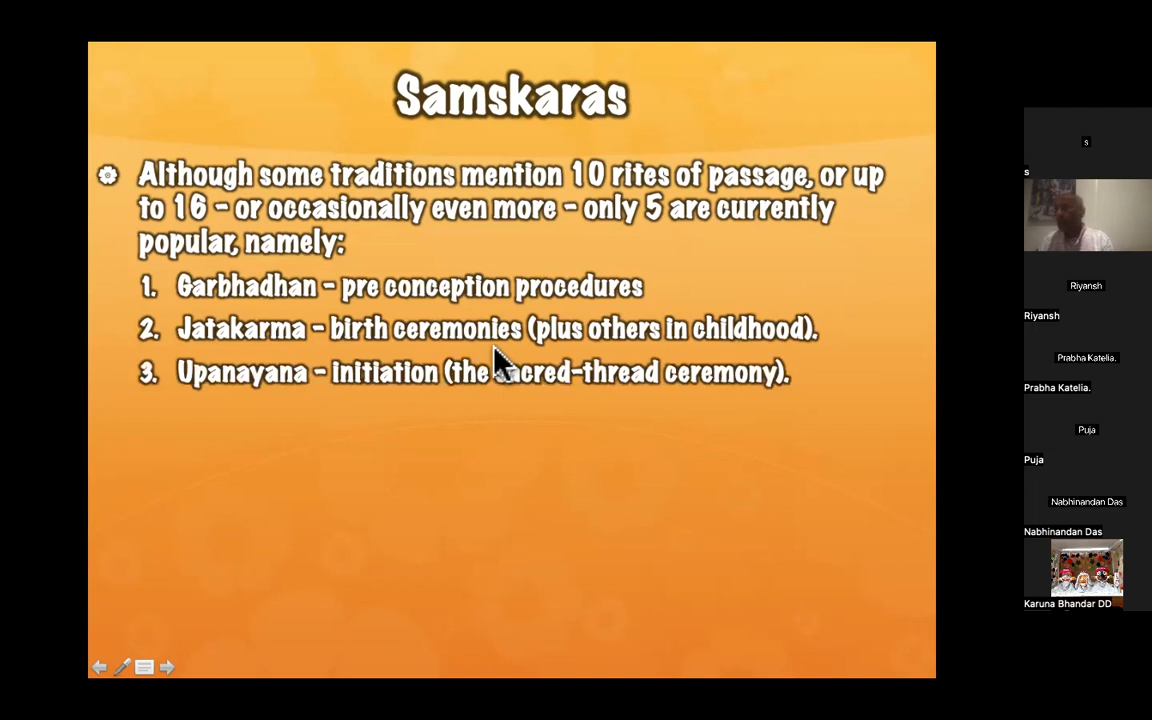 Samskaras
Although some traditions mention 10 rites of passage, or up
to 16 - or occasionally even more - only 5 are currently
popular, namely:
1. Garbhadhan - pre conception procedures
2. Jatakarma - birth ceremonies (plus others in childhood).
3. Upanayana - initiation (the sacred-thread ceremony).
s
s
Riyansh
Riyansh
Prabha Katelia.
Prabha Katelia.
Puja
Puja
Nabhinandan Das
Nabhinandan Das
Karuna Bhandar DD